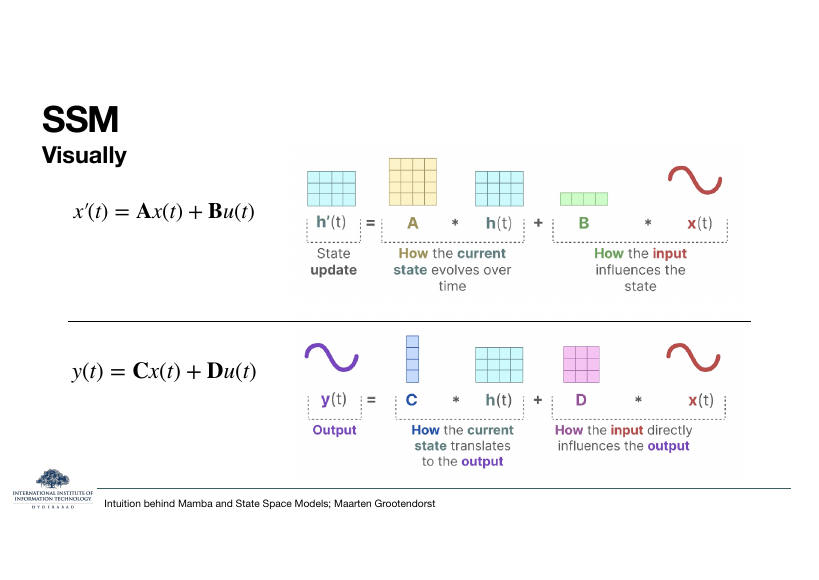 SSM
Visually
x′(t) = Ax(t) + Bu(t)
h'(t) = A * h(t) + B * x(t)
State
update
How the current
state evolves over
time
How the input
influences the
state
y(t) = Cx(t) + Du(t)
y(t) = C * h(t) + D * x(t)
Output
How the current
state translates
to the output
How the input directly
influences the output
INTERNATIONAL INSTITUTE OF
INFORMATION TECHNOLOGY
HYDERABAD
Intuition behind Mamba and State Space Models; Maarten Grootendorst